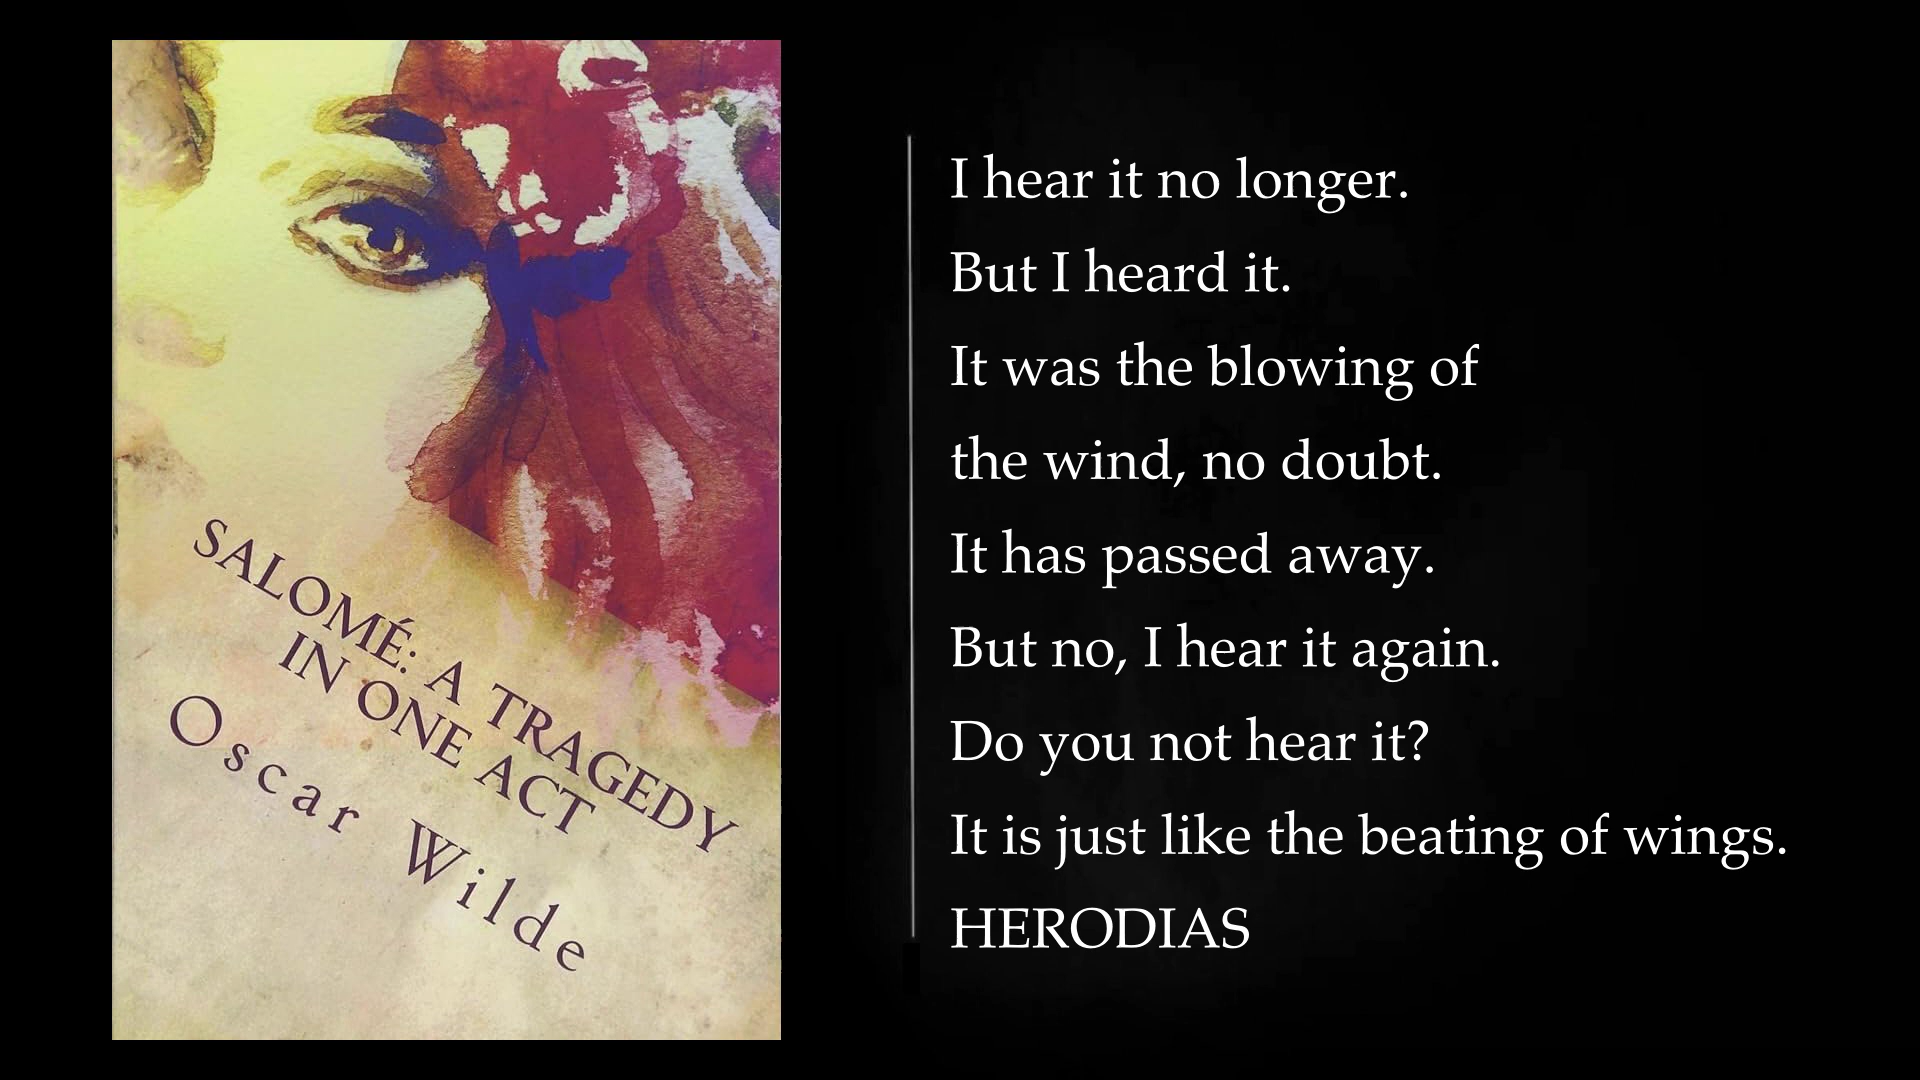 SALOMÉ: A TRAGEDY
IN ONE ACT
Oscar Wilde
I hear it no longer.
But I heard it.
It was the blowing of
the wind, no doubt.
It has passed away.
But no, I hear it again.
Do you not hear it?
It is just like the beating of wings.
HERODIAS